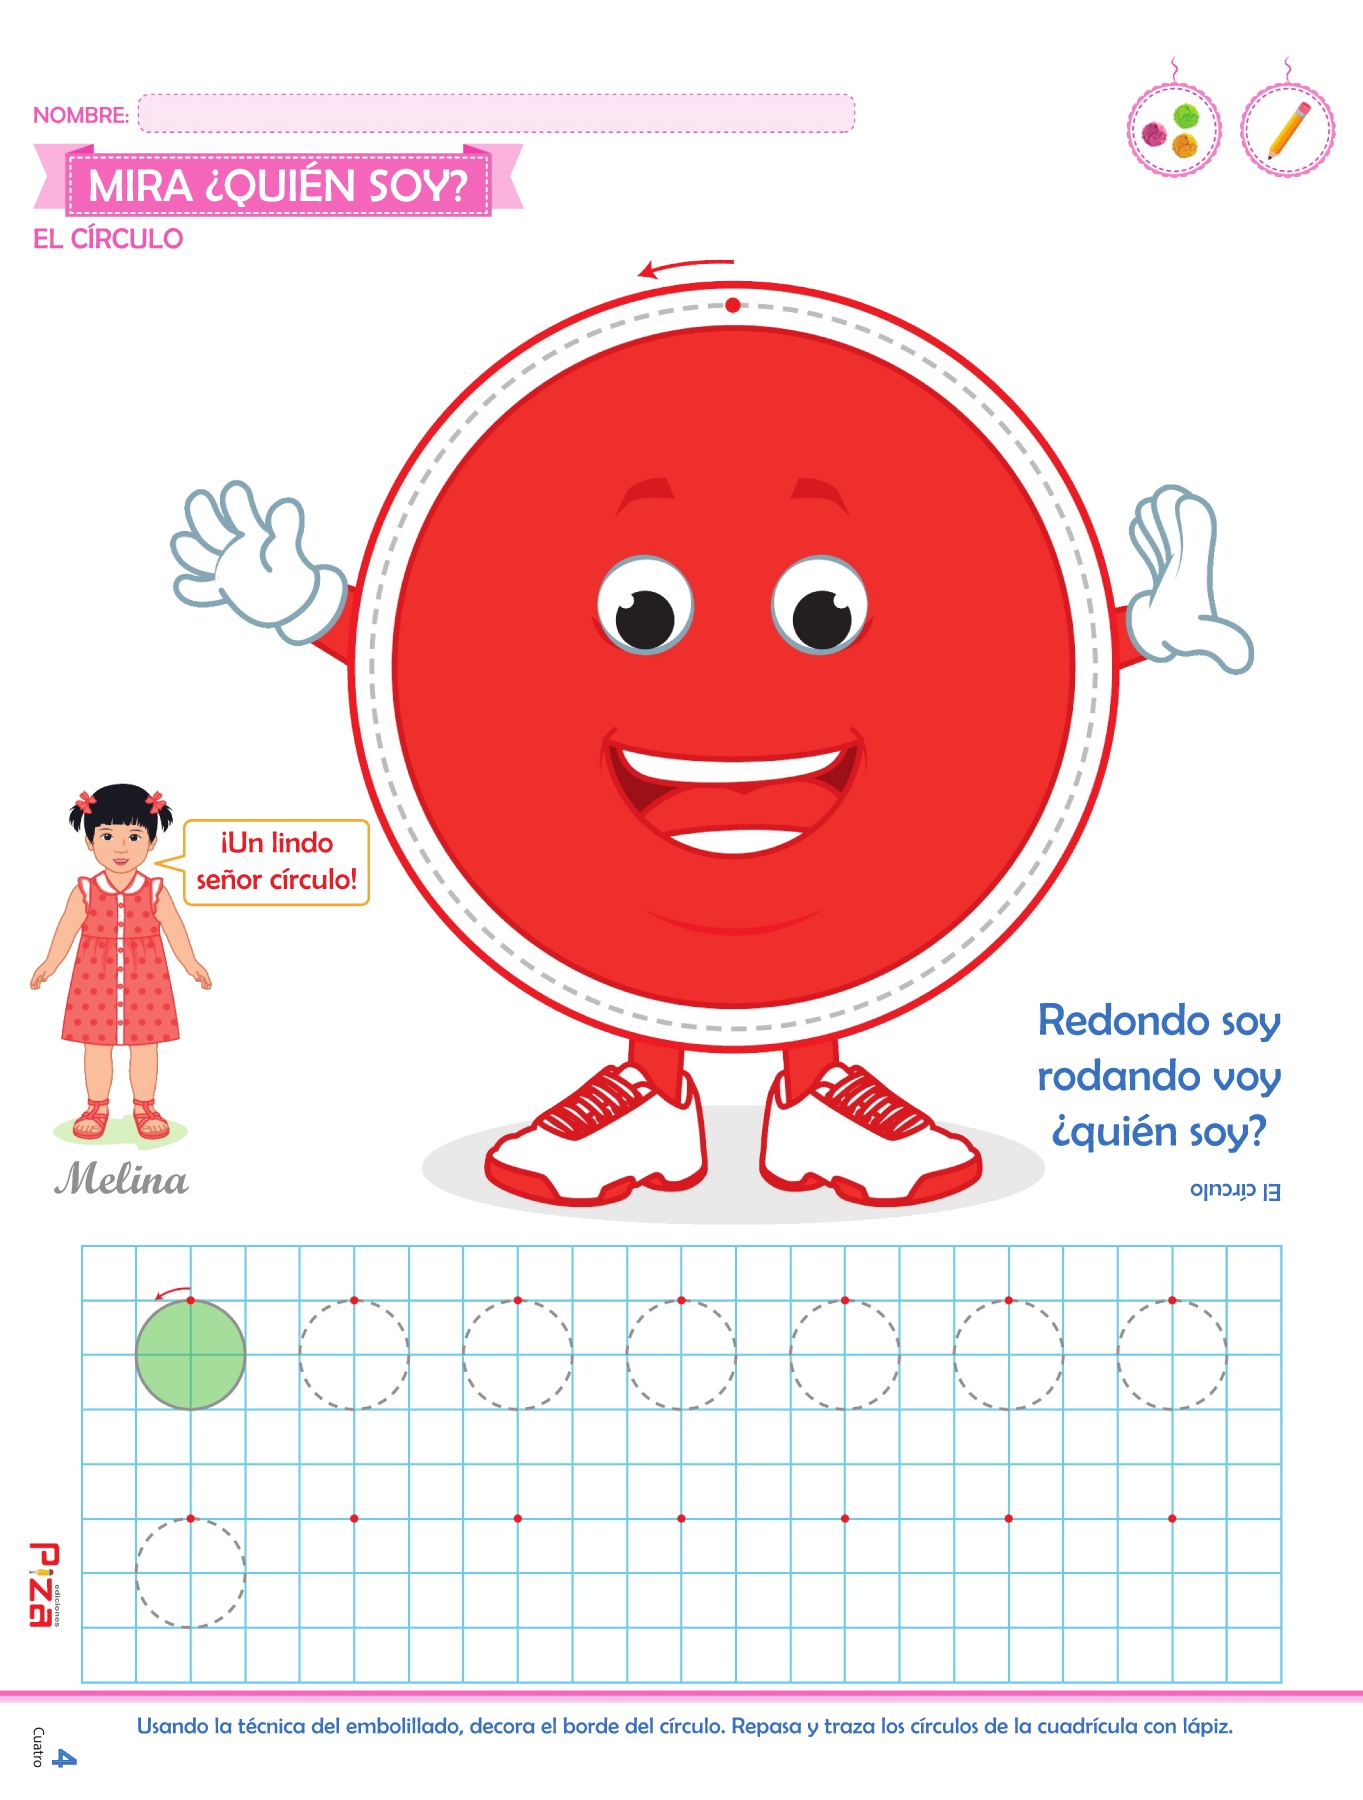 NOMBRE:
MIRA ¿QUIÉN SOY?
EL CÍRCULO
¡Un lindo
señor círculo!
Melina
Redondo soy
rodando voy
¿quién soy?
El círculo
Piza
ediciones
Usando la técnica del embolillado, decora el borde del círculo. Repasa y traza los círculos de la cuadrícula con lápiz.
Cuatro
4